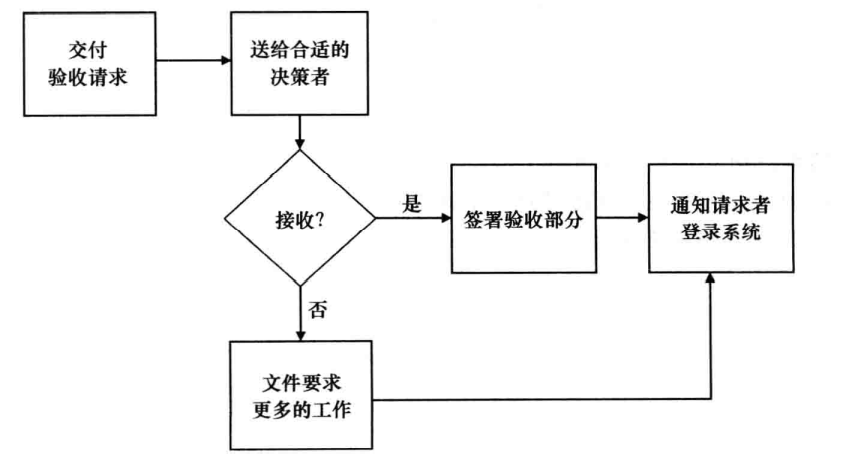 交付
验收请求
送给合适的
决策者
接收？
是
签署验收部分
通知请求者
登录系统
否
文件要求
更多的工作